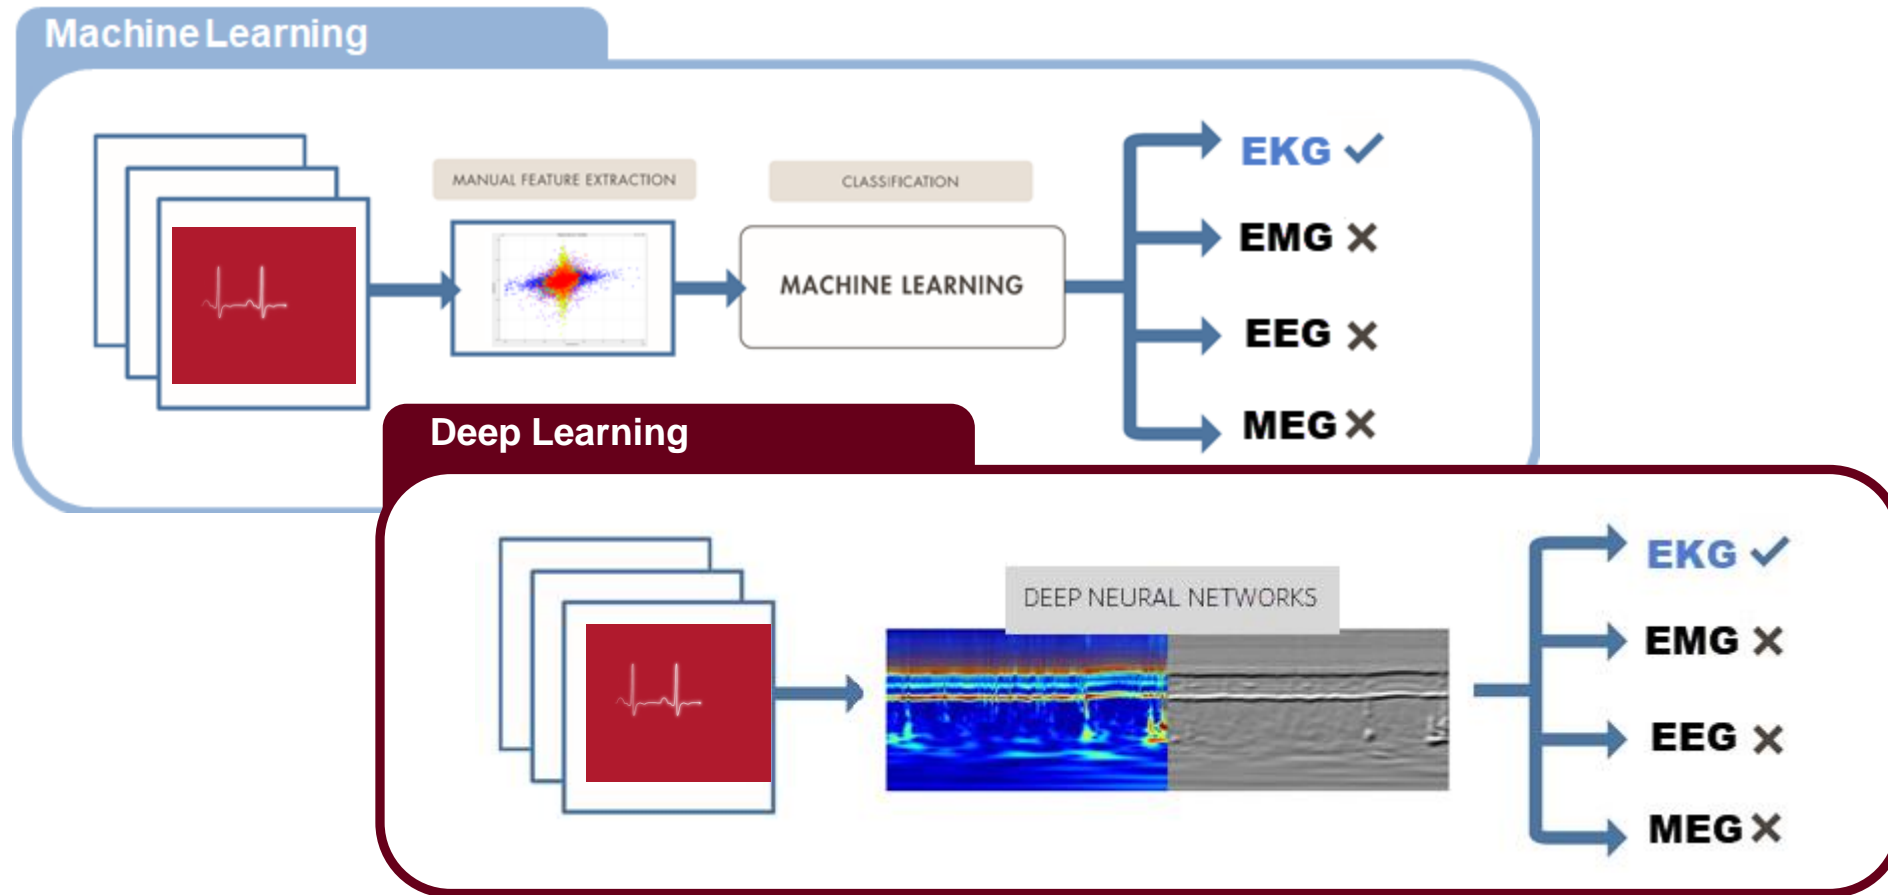 Machine Learning
MANUAL FEATURE EXTRACTION
CLASSIFICATION
MACHINE LEARNING
EKG
EMG
EEG
MEG
Deep Learning
DEEP NEURAL NETWORKS
EKG
EMG
EEG
MEG